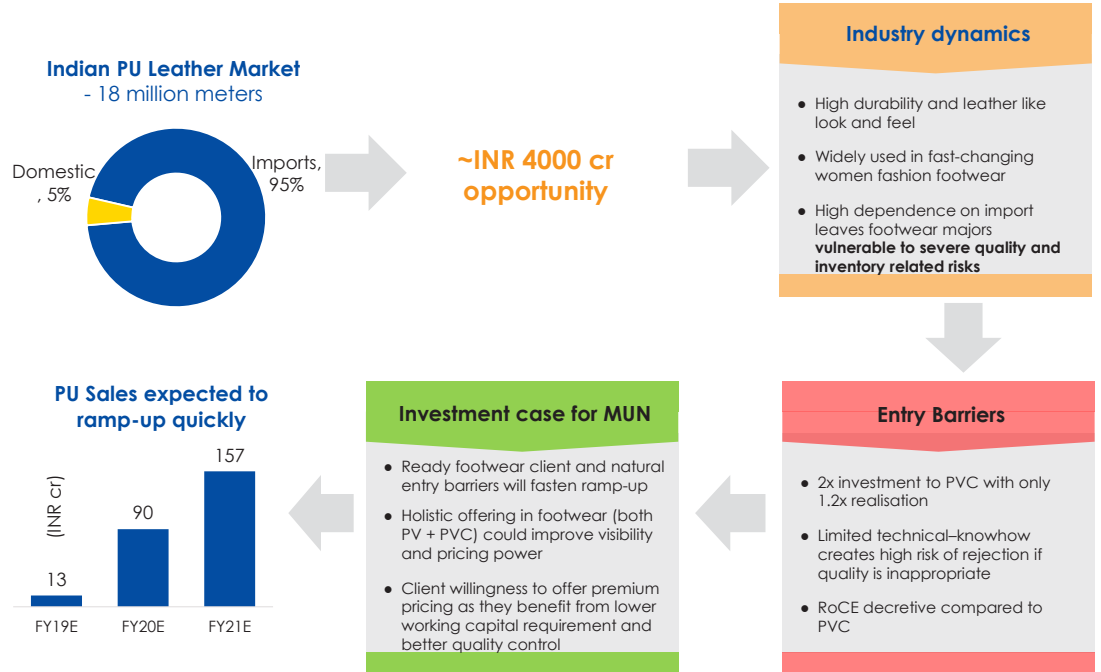 Indian PU Leather Market
- 18 million meters
Domestic
, 5%
Imports,
95%
~INR 4000 cr
opportunity
Industry dynamics
● High durability and leather like
look and feel
● Widely used in fast-changing
women fashion footwear
● High dependence on import
leaves footwear majors
vulnerable to severe quality and
inventory related risks
Entry Barriers
● 2x investment to PVC with only
1.2x realisation
● Limited technical–knowhow
creates high risk of rejection if
quality is inappropriate
● RoCE decretive compared to
PVC
Investment case for MUN
● Ready footwear client and natural
entry barriers will fasten ramp-up
● Holistic offering in footwear (both
PV + PVC) could improve visibility
and pricing power
● Client willingness to offer premium
pricing as they benefit from lower
working capital requirement and
better quality control
PU Sales expected to
ramp-up quickly
(INR cr)
13
90
157
FY19E
FY20E
FY21E